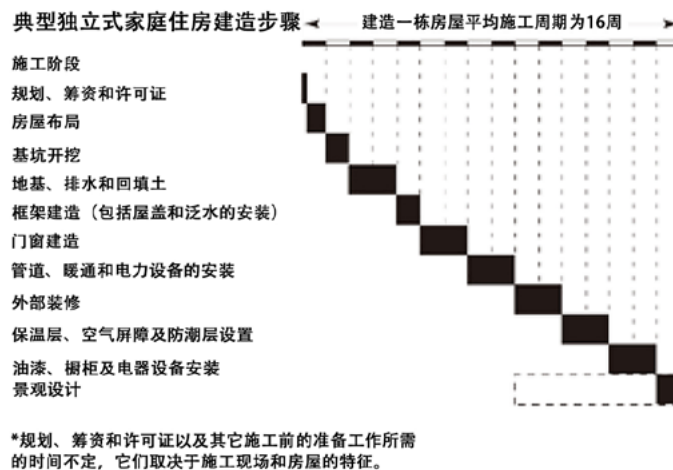 典型独立式家庭住房建造步骤
建造一栋房屋平均施工周期为16周
施工阶段
规划、筹资和许可证
房屋布局
基坑开挖
地基、排水和回填土
框架建造（包括屋盖和泛水的安装）
门窗建造
管道、暖通和电力设备的安装
外部装修
保温层、空气屏障及防潮层设置
油漆、橱柜及电器设备安装
景观设计
*规划、筹资和许可证以及其它施工前的准备工作所需
的时间不定，它们取决于施工现场和房屋的特征。